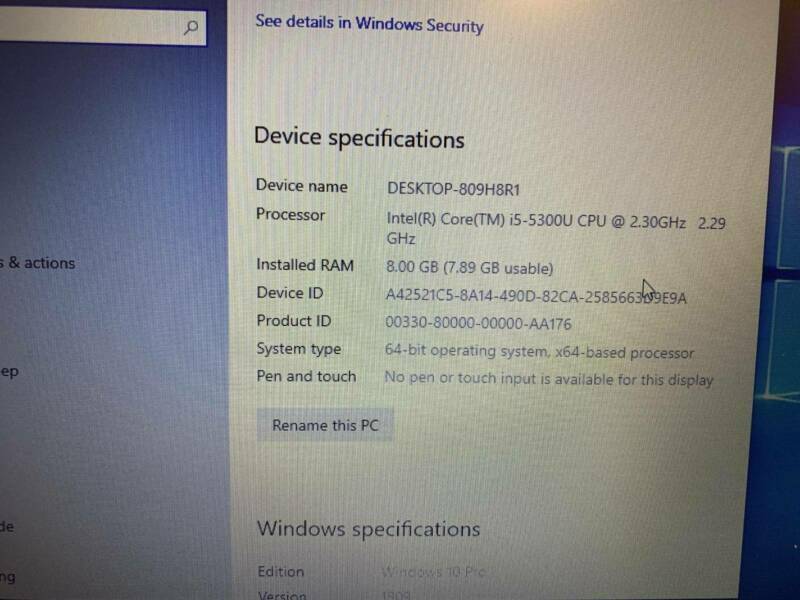 See details in Windows Security
Device specifications
Device name DESKTOP-809H8R1
s & actions
Processor Intel(R) Core(TM) i5-5300U CPU @ 2.30GHz 2.29
GHz
Installed RAM 8.00 GB (7.89 GB usable)
Device ID A42521C5-8A14-490D-82CA-2585663D9E9A
Product ID 00330-80000-00000-AA176
System type 64-bit operating system, x64-based processor
ep
Pen and touch No pen or touch input is available for this display
Rename this PC
Windows specifications
de
Edition Windows 10 Pro
ng
Version 1909